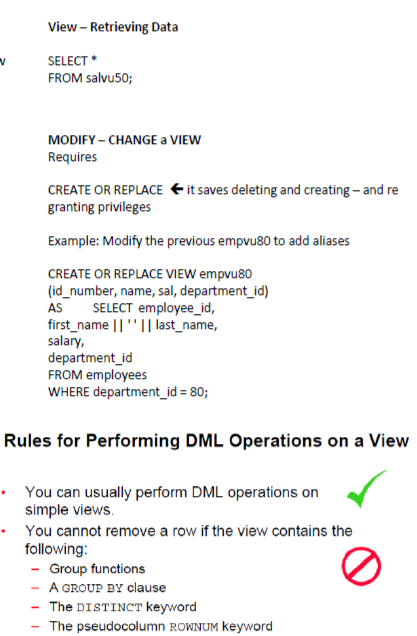 View – Retrieving Data
w
SELECT *
FROM salvu50;
MODIFY – CHANGE a VIEW
Requires
CREATE OR REPLACE 🡸 it saves deleting and creating – and re
granting privileges
Example: Modify the previous empvu80 to add aliases
CREATE OR REPLACE VIEW empvu80
(id_number, name, sal, department_id)
AS SELECT employee_id,
first_name || ' ' || last_name,
salary,
department_id
FROM employees
WHERE department_id = 80;
Rules for Performing DML Operations on a View
• You can usually perform DML operations on
simple views.
• You cannot remove a row if the view contains the
following:
– Group functions
– A GROUP BY clause
– The DISTINCT keyword
– The pseudocolumn ROWNUM keyword